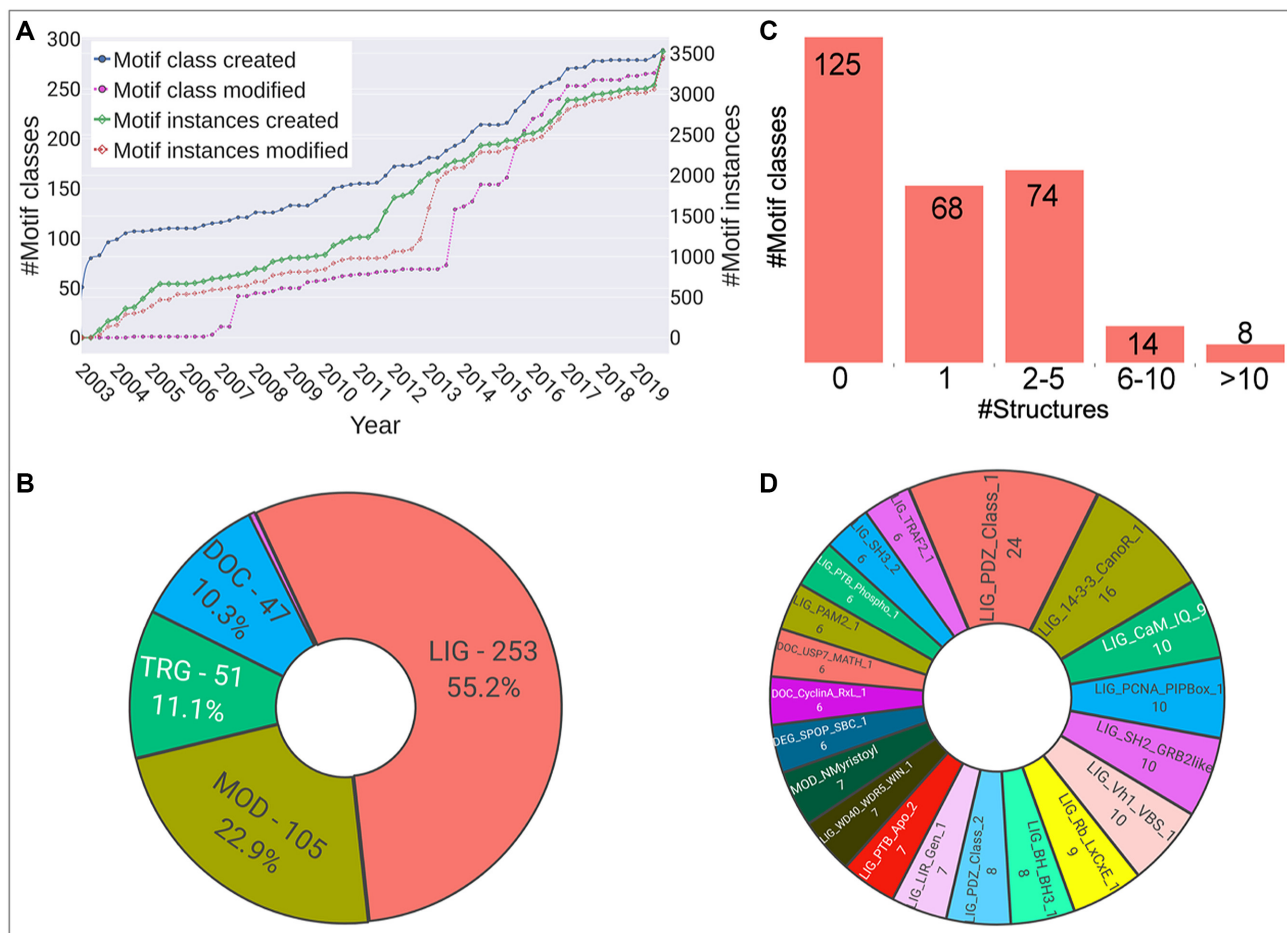 A
300
250
200
150
100
50
0
#Motif classes
Motif class created
Motif class modified
Motif instances created
Motif instances modified
3500
3000
2500
2000
1500
1000
500
0
#Motif instances
2003
2004
2005
2006
2007
2008
2009
2010
2011
2012
2013
2014
2015
2016
2017
2018
2019
Year
C
#Motif classes
125
68
74
14
8
0
1
2-5
6-10
>10
#Structures
B
LIG - 253
55.2%
MOD - 105
22.9%
TRG - 51
11.1%
DOC - 47
10.3%
D
LIG_PDZ_Class_1
24
LIG_14-3-3_CanoR_1
16
LIG_CaM_IQ_9
10
LIG_PCNA_PIPBox_1
10
LIG_SH2_GRB2like
10
LIG_Vh1_VBS_1
10
LIG_Rb_LxCxE_1
9
LIG_BH_BH3_1
8
LIG_PDZ_Class_2
8
LIG_LIR_Gen_1
7
LIG_PTB_Apo_2
7
LIG_WD40_WDR5_WIN_1
7
MOD_NMyristoyl
7
DEG_SPOP_SBC_1
6
DOC_CyclinA_RxL_1
6
DOC_USP7_MATH_1
6
LIG_PAM2_1
6
LIG_PTB_Phospho_1
6
LIG_SH3_2
6
LIG_TRAF2_1
6